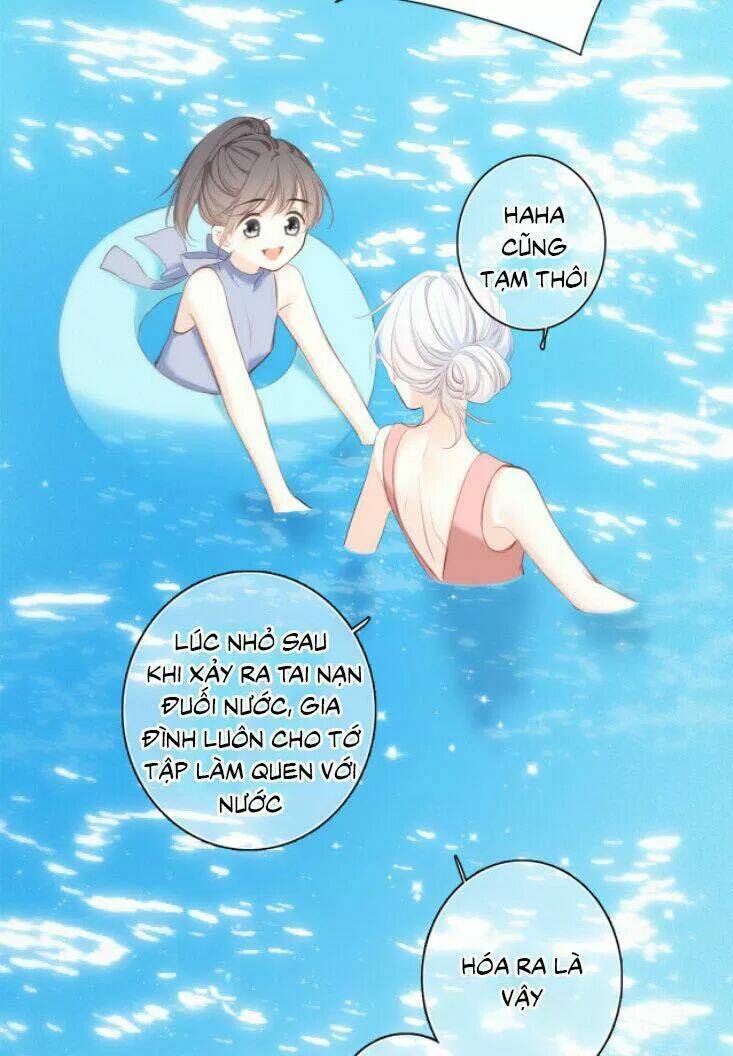 HAHA
CŨNG
TẠM THÔI
LÚC NHỎ SAU
KHI XẢY RA TAI NẠN
ĐUỐI NƯỚC, GIA
ĐÌNH LUÔN CHO TỚ
TẬP LÀM QUEN VỚI
NƯỚC
HÓA RA LÀ
VẬY